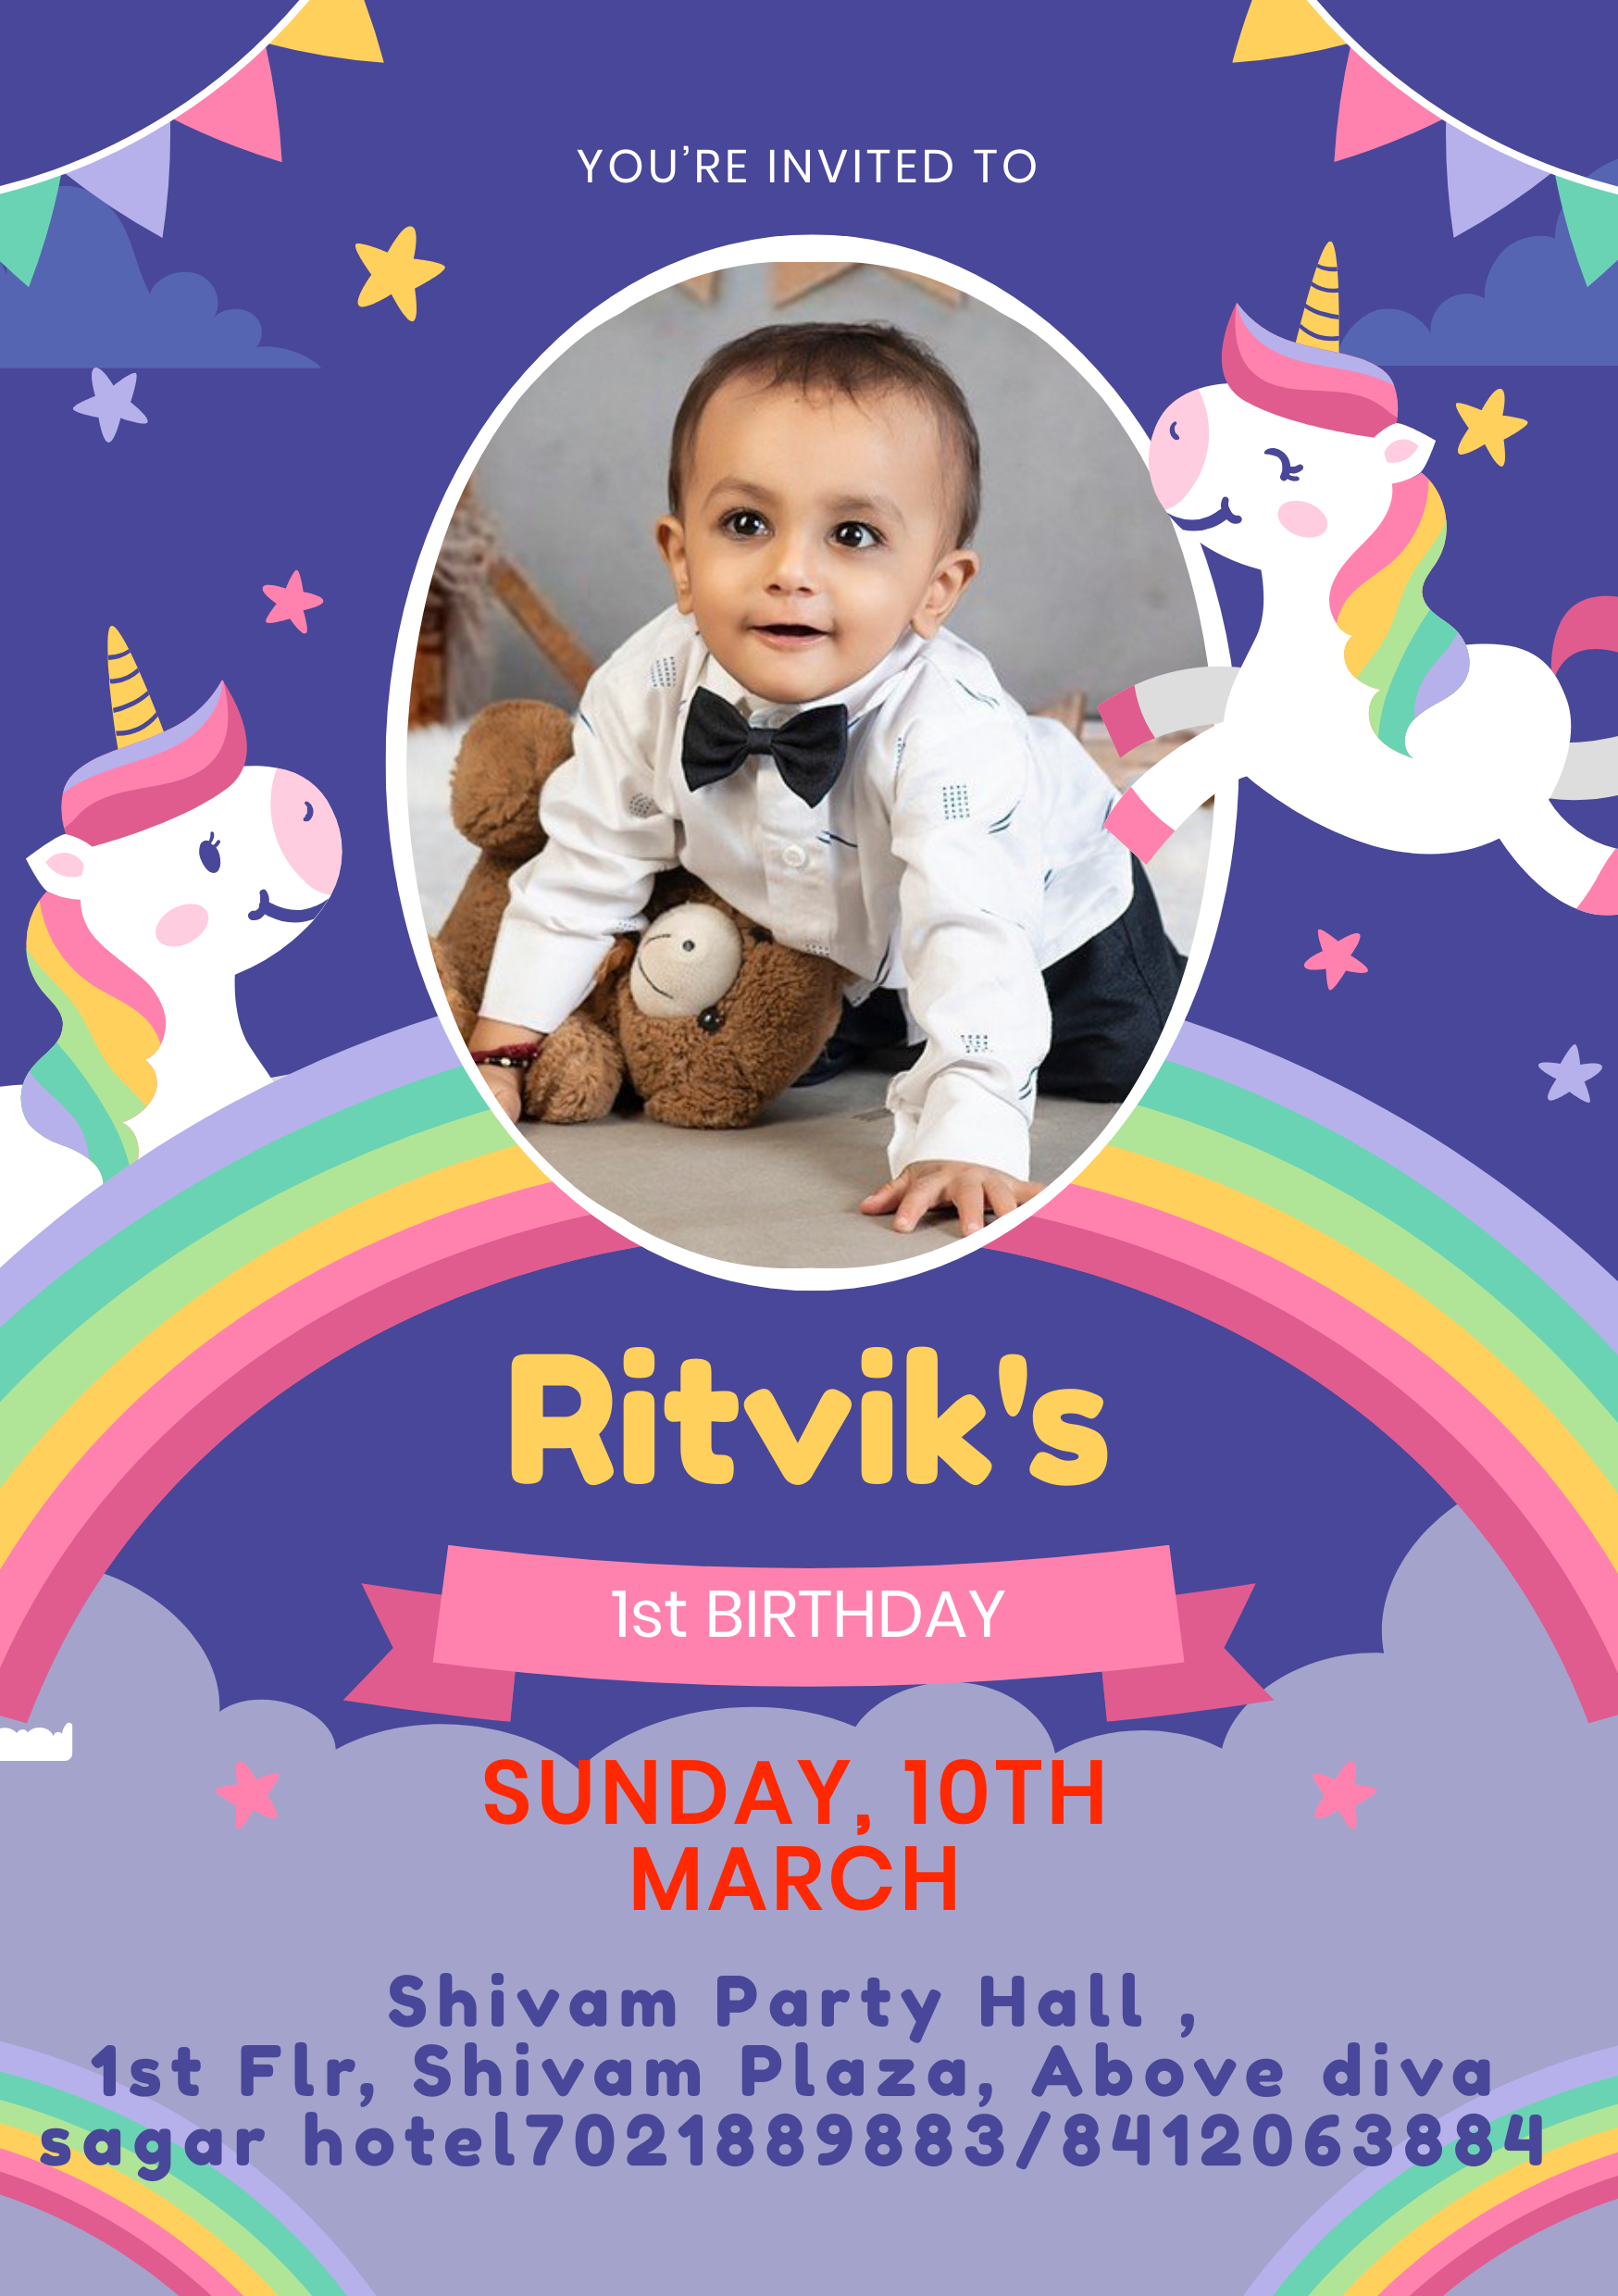 YOU’RE INVITED TO
Ritvik's
1st BIRTHDAY
SUNDAY, 10TH
MARCH
Shivam Party Hall ,
1st Flr, Shivam Plaza, Above diva
sagar hotel7021889883/8412063884